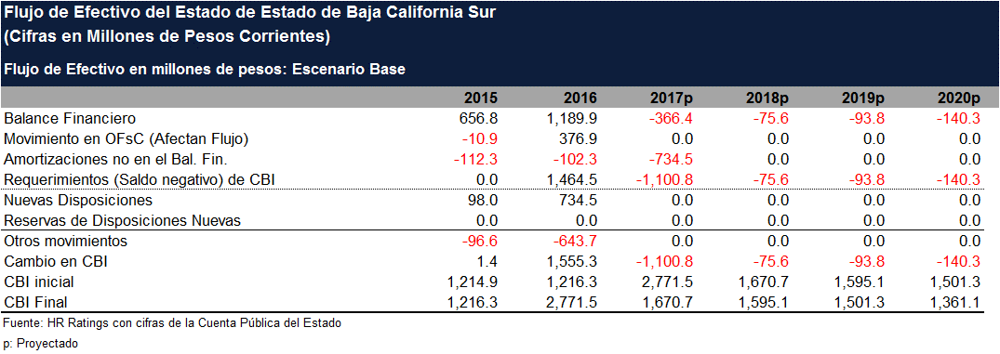 Flujo de Efectivo del Estado de Estado de Baja California Sur
(Cifras en Millones de Pesos Corrientes)
Flujo de Efectivo en millones de pesos: Escenario Base
2015 2016 2017p 2018p 2019p 2020p
Balance Financiero 656.8 1,189.9 -366.4 -75.6 -93.8 -140.3
Movimiento en OFsC (Afectan Flujo) -10.9 376.9 0.0 0.0 0.0 0.0
Amortizaciones no en el Bal. Fin. -112.3 -102.3 -734.5 0.0 0.0 0.0
Requerimientos (Saldo negativo) de CBI 0.0 1,464.5 -1,100.8 -75.6 -93.8 -140.3
Nuevas Disposiciones 98.0 734.5 0.0 0.0 0.0 0.0
Reservas de Disposiciones Nuevas 0.0 0.0 0.0 0.0 0.0 0.0
Otros movimientos -96.6 -643.7 0.0 0.0 0.0 0.0
Cambio en CBI 1.4 1,555.3 -1,100.8 -75.6 -93.8 -140.3
CBI inicial 1,214.9 1,216.3 2,771.5 1,670.7 1,595.1 1,501.3
CBI Final 1,216.3 2,771.5 1,670.7 1,595.1 1,501.3 1,361.1
Fuente: HR Ratings con cifras de la Cuenta Pública del Estado
p: Proyectado